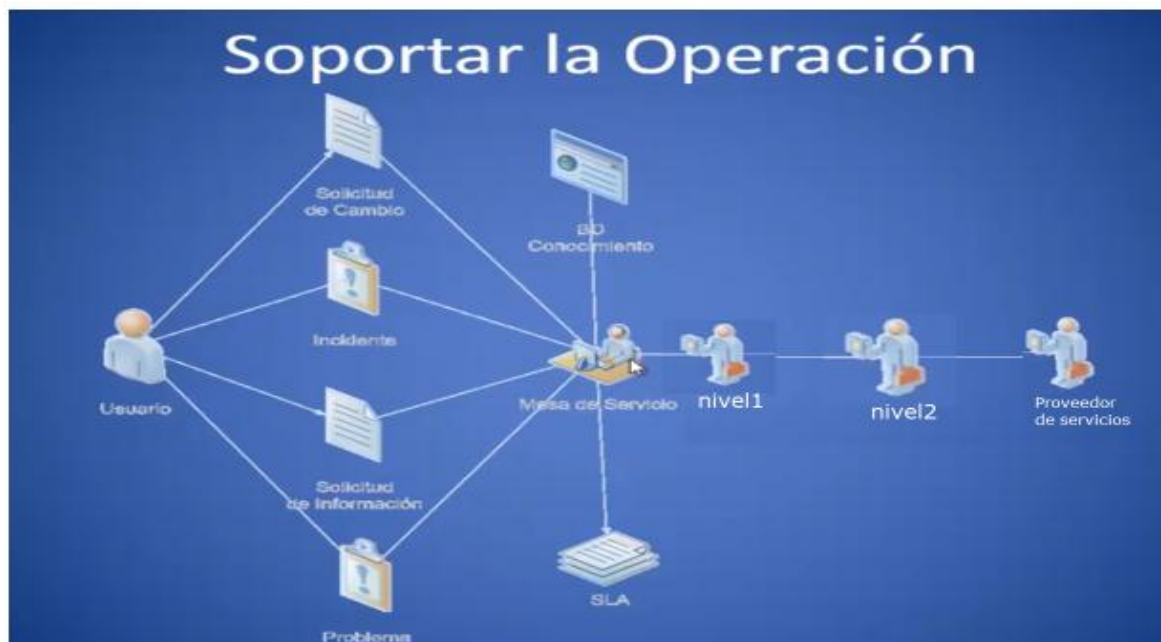 Soportar la Operación
Solicitud
de Cambio
BD
Conocimiento
Incidente
Usuario
Mesa de Servicio
nivel1
nivel2
Proveedor
de servicios
Solicitud
de Información
SLA
Problema